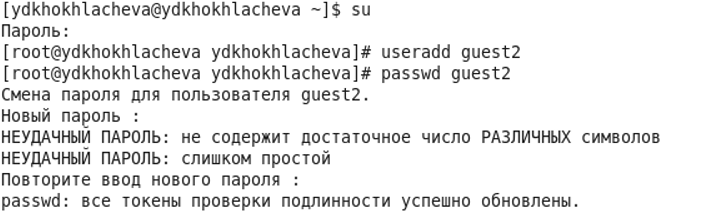 [ydkhokhlacheva@ydkhokhlacheva ~]$ su
Пароль:
[root@ydkhokhlacheva ydkhokhlacheva]# useradd guest2
[root@ydkhokhlacheva ydkhokhlacheva]# passwd guest2
Смена пароля для пользователя guest2.
Новый пароль :
НЕУДАЧНЫЙ ПАРОЛЬ: не содержит достаточное число РАЗЛИЧНЫХ символов
НЕУДАЧНЫЙ ПАРОЛЬ: слишком простой
Повторите ввод нового пароля :
passwd: все токены проверки подлинности успешно обновлены.